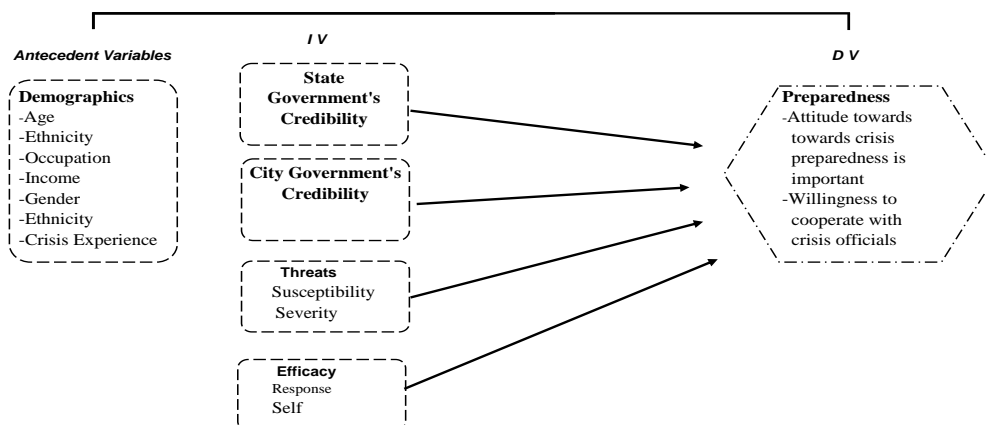 Antecedent Variables
Demographics
-Age
-Ethnicity
-Occupation
-Income
-Gender
-Ethnicity
-Crisis Experience
I V
State
Government's
Credibility
City Government's
Credibility
Threats
Susceptibility
Severity
Efficacy
Response
Self
D V
Preparedness
-Attitude towards
towards crisis
preparedness is
important
-Willingness to
cooperate with
crisis officials